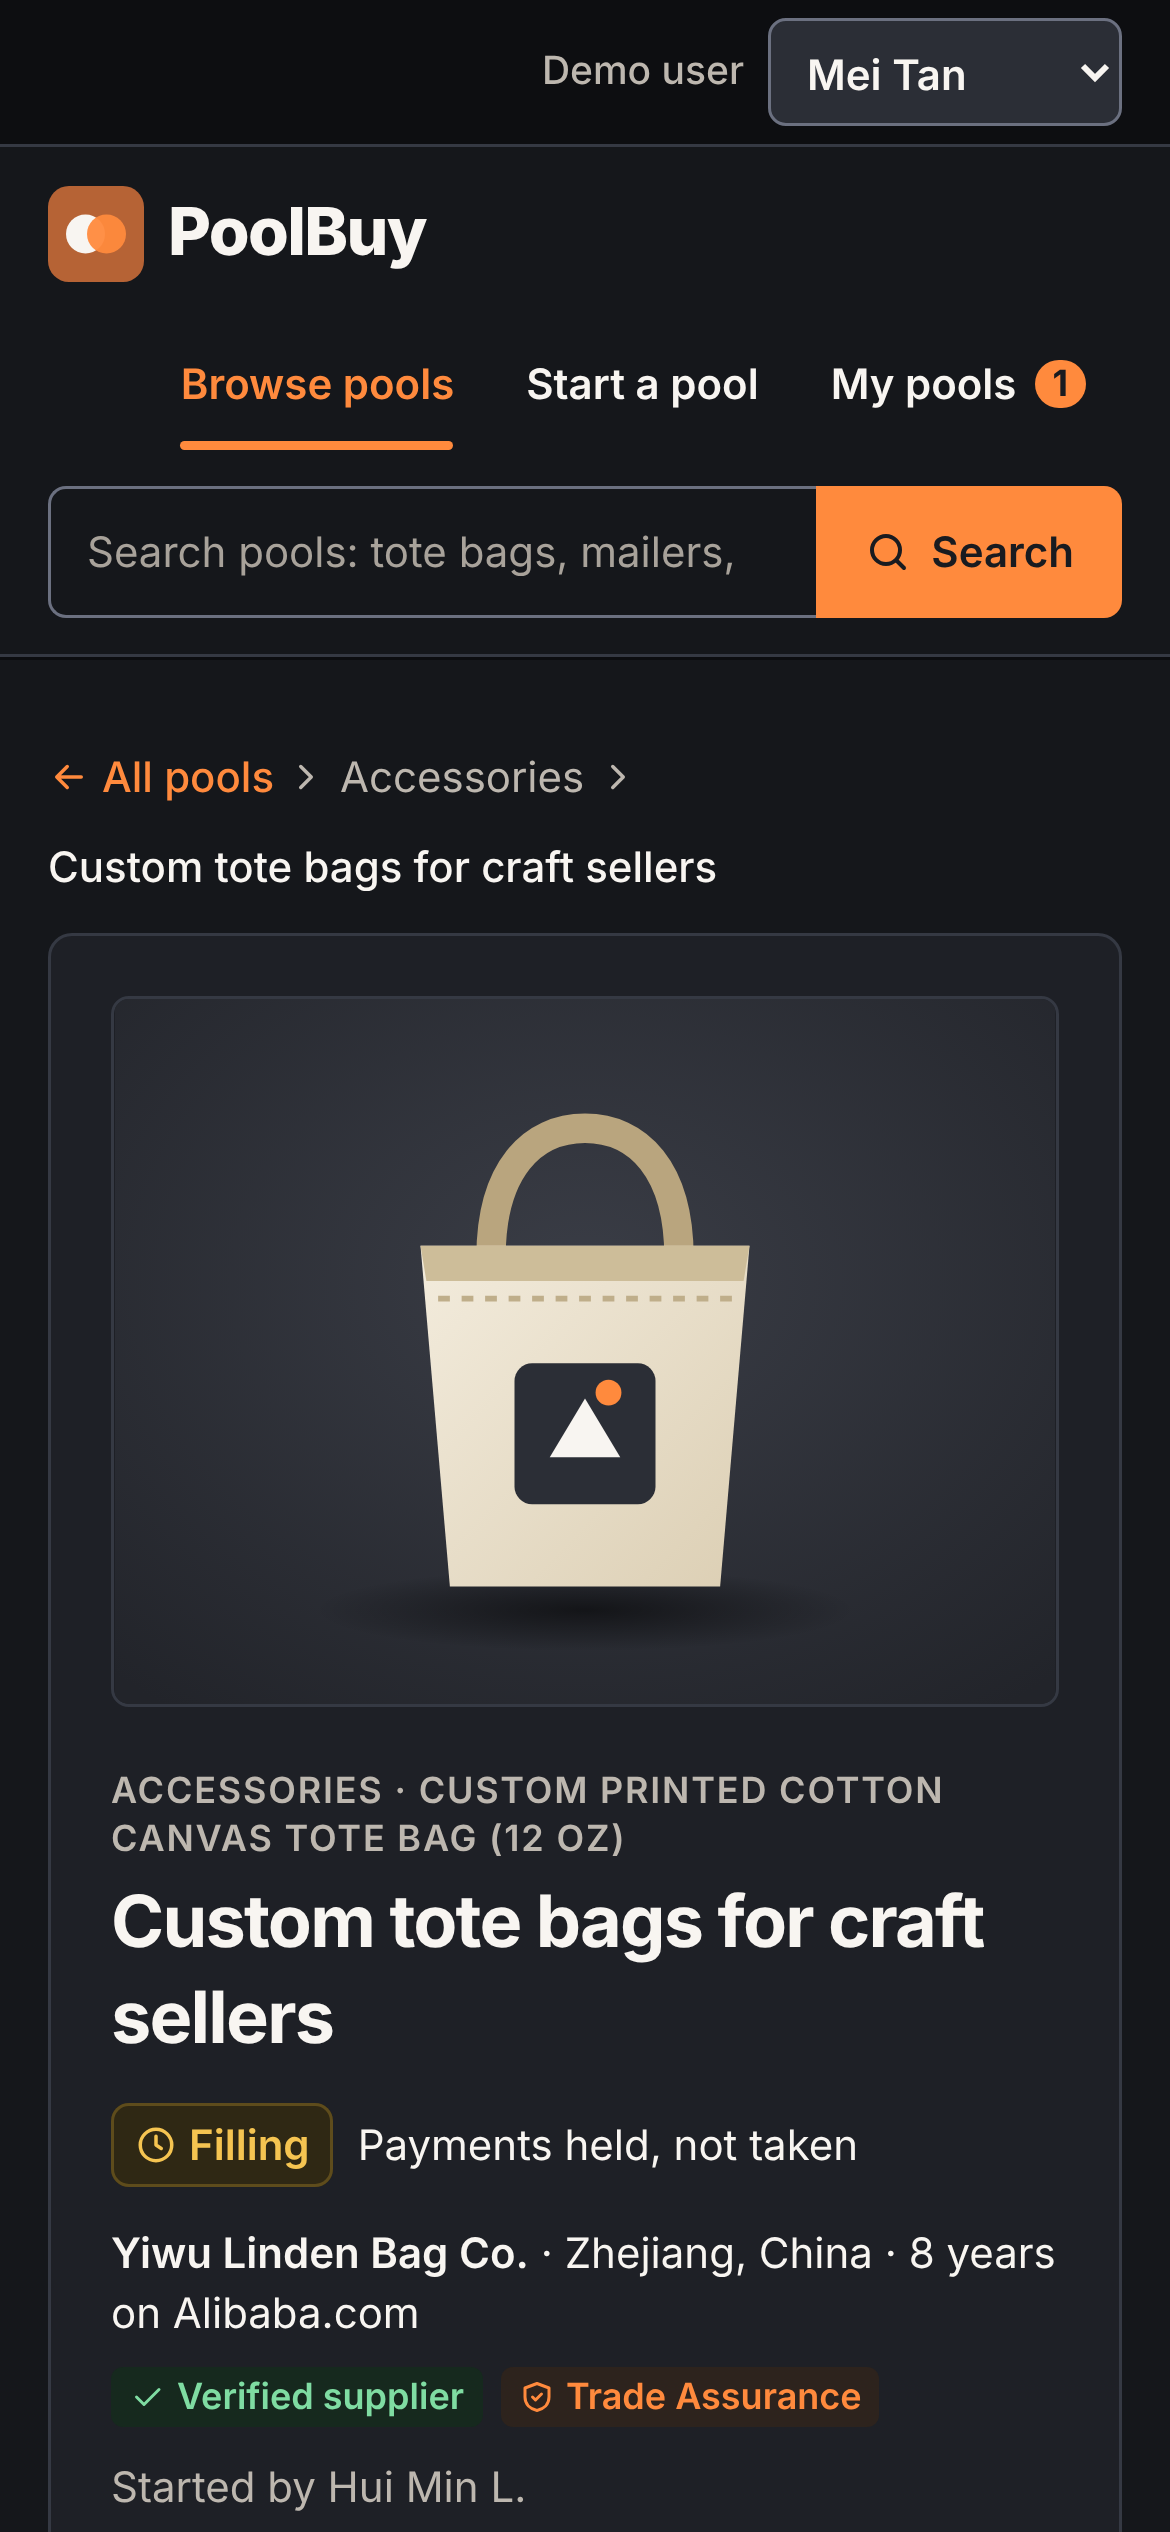 Demo user
Mei Tan
PoolBuy
Browse pools
Start a pool
My pools 1
Search pools: tote bags, mailers,
Search
All pools
Accessories
Custom tote bags for craft sellers
ACCESSORIES · CUSTOM PRINTED COTTON
CANVAS TOTE BAG (12 OZ)
Custom tote bags for craft
sellers
Filling
Payments held, not taken
Yiwu Linden Bag Co. · Zhejiang, China · 8 years
on Alibaba.com
Verified supplier
Trade Assurance
Started by Hui Min L.